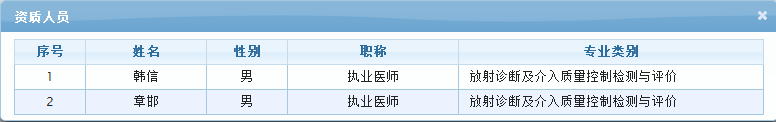 资质人员
序号 姓名 性别 职称 专业类别
1 韩信 男 执业医师 放射诊断及介入质量控制检测与评价
2 章邯 男 执业医师 放射诊断及介入质量控制检测与评价